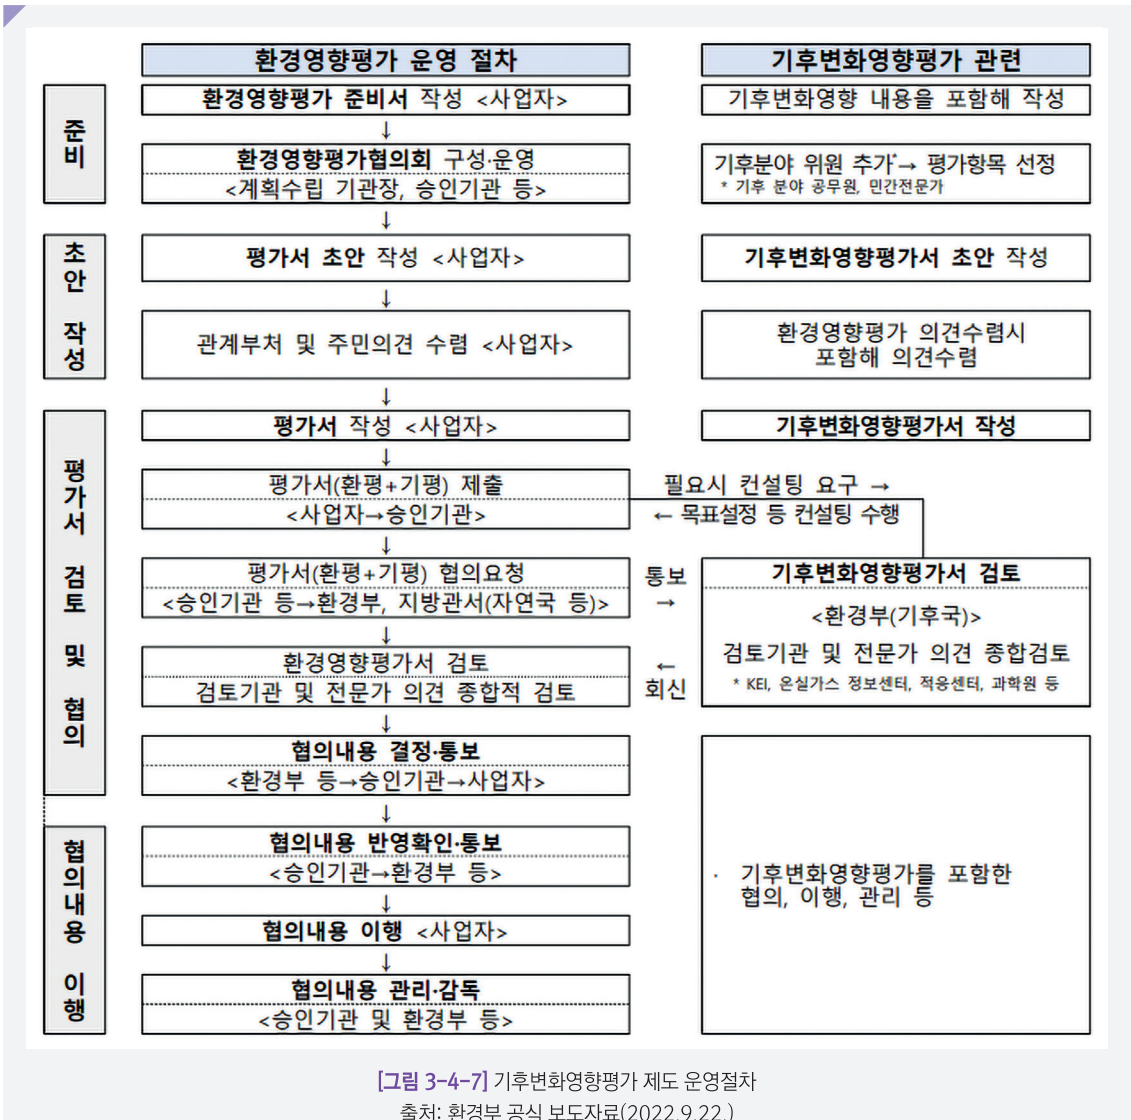 환경영향평가 운영 절차
기후변화영향평가 관련
준비
환경영향평가 준비서 작성 <사업자>
기후변화영향 내용을 포함해 작성
↓
환경영향평가협의회 구성·운영
<계획수립 기관장, 승인기관 등>
기후분야 위원 추가*→ 평가항목 선정
* 기후 분야 공무원, 민간전문가
↓
초안 작성
평가서 초안 작성 <사업자>
기후변화영향평가서 초안 작성
↓
관계부처 및 주민의견 수렴 <사업자>
환경영향평가 의견수렴시
포함해 의견수렴
↓
평가서 검토 및 협의
평가서 작성 <사업자>
기후변화영향평가서 작성
↓
평가서(환평+기평) 제출
<사업자→승인기관>
필요시 컨설팅 요구 →
← 목표설정 등 컨설팅 수행
↓
평가서(환평+기평) 협의요청
<승인기관 등→환경부, 지방관서(자연국 등)>
통보
→
기후변화영향평가서 검토
<환경부(기후국)>
검토기관 및 전문가 의견 종합검토
* KEI, 온실가스 정보센터, 적응센터, 과학원 등
↓
환경영향평가서 검토
검토기관 및 전문가 의견 종합적 검토
←
회신
↓
협의내용 결정·통보
<환경부 등→승인기관→사업자>
↓
협의내용 이행
협의내용 반영확인·통보
<승인기관→환경부 등>
· 기후변화영향평가를 포함한
협의, 이행, 관리 등
↓
협의내용 이행 <사업자>
↓
협의내용 관리·감독
<승인기관 및 환경부 등>
[그림 3-4-7] 기후변화영향평가 제도 운영절차
출처: 환경부 공식 보도자료(2022.9.22.)